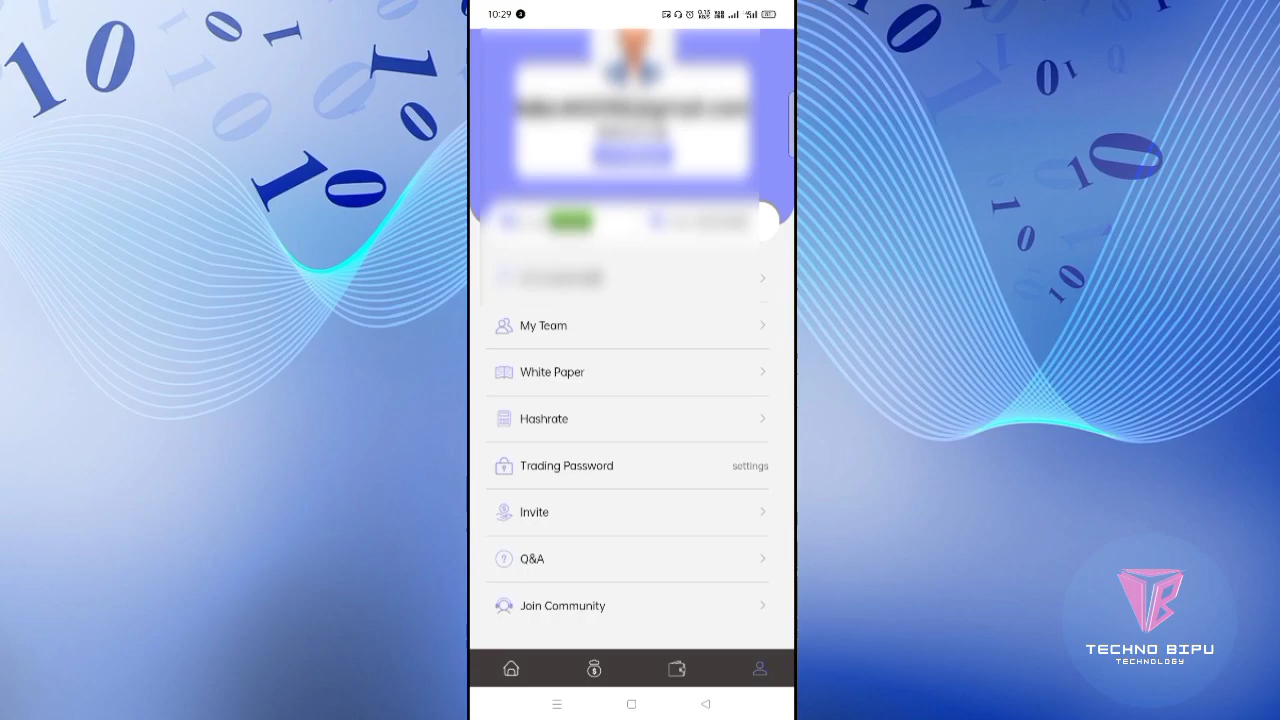 10:29
My Team
White Paper
Hashrate
Trading Password settings
Invite
Q&A
Join Community
TECHNO BIPU
TECHNOLOGY